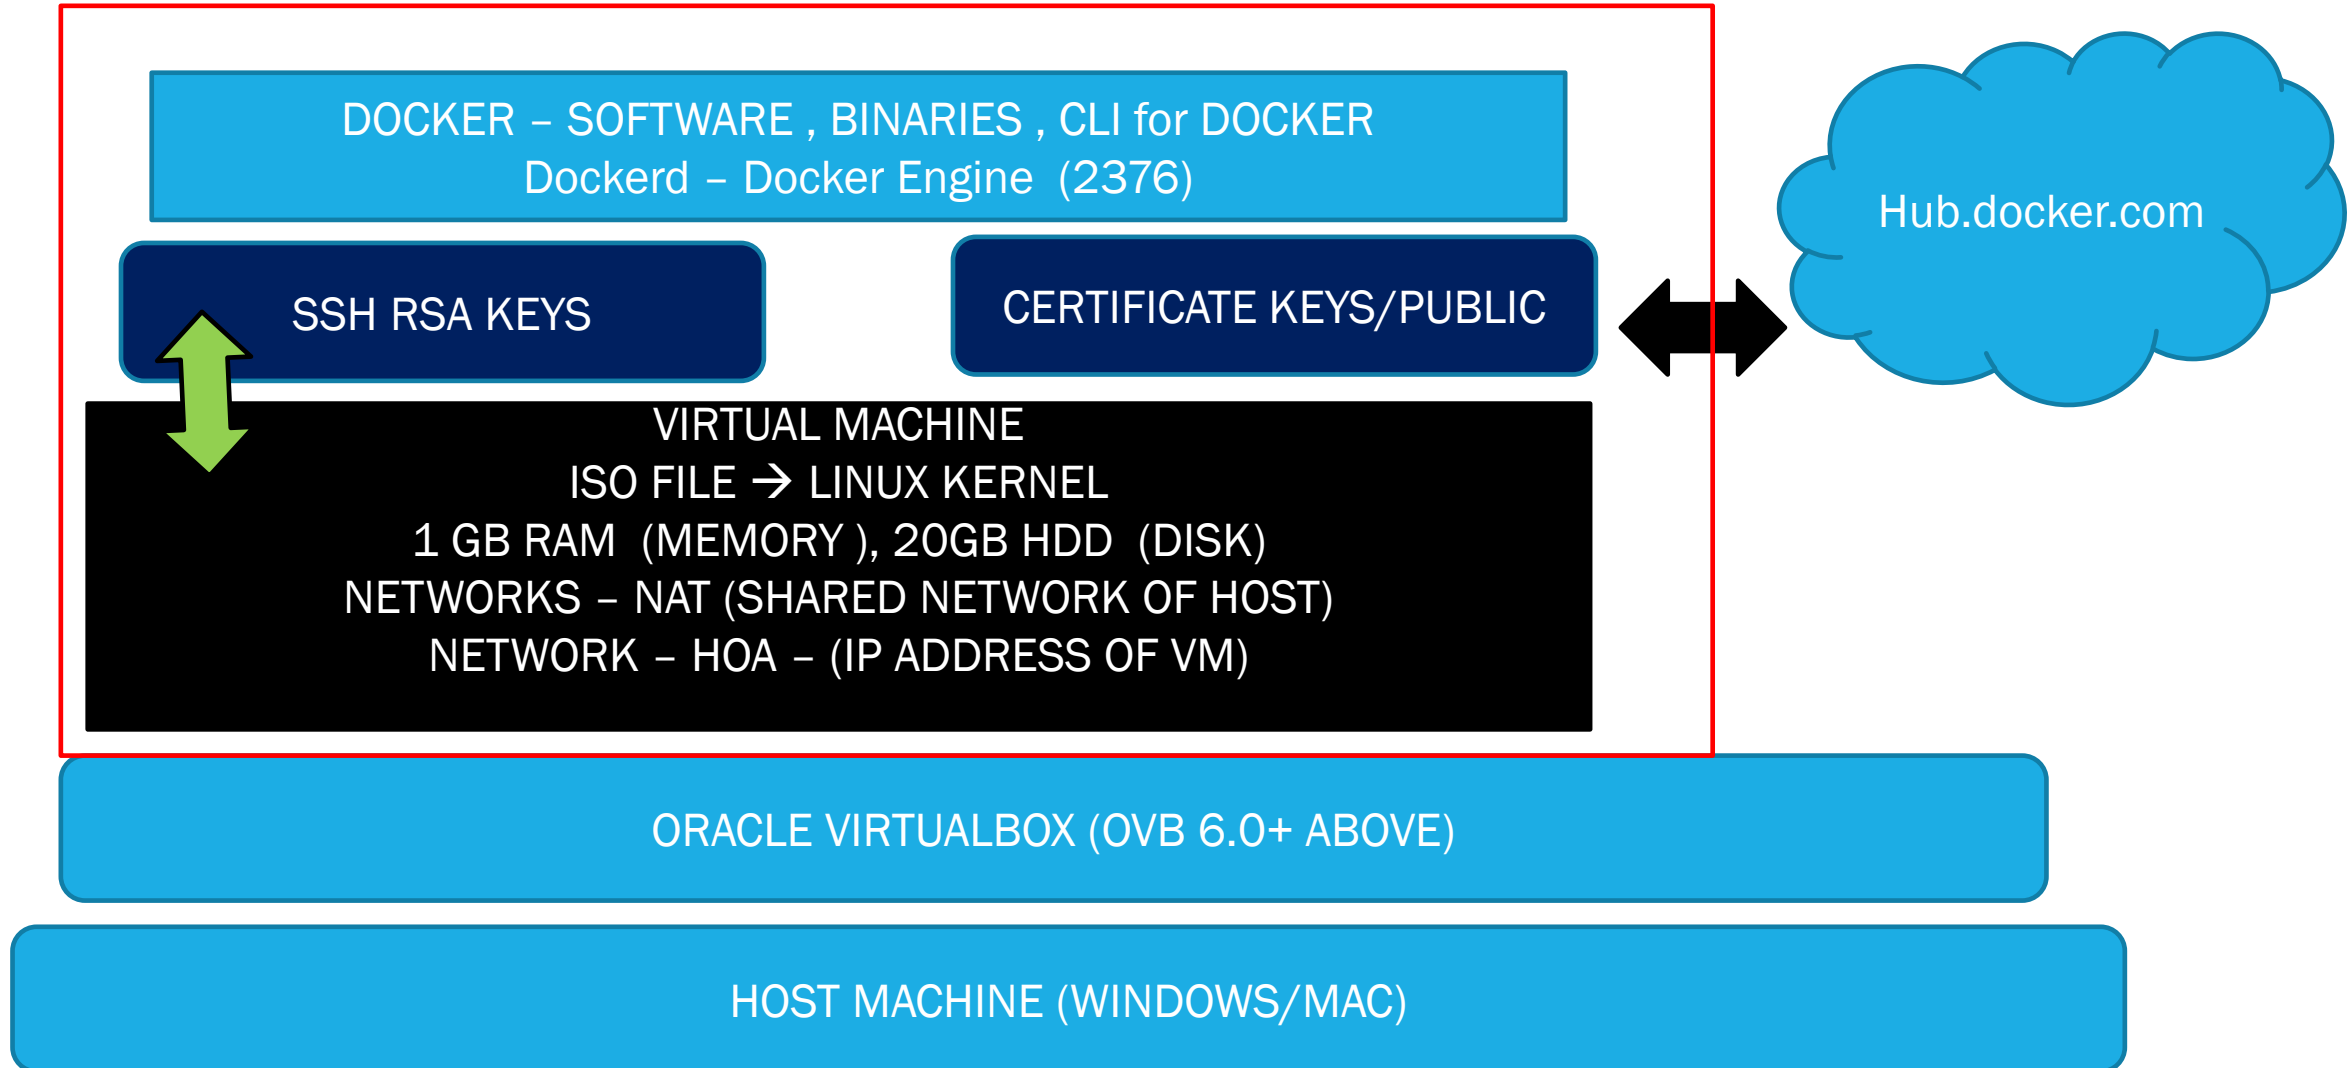 DOCKER – SOFTWARE , BINARIES , CLI for DOCKER
Dockerd – Docker Engine (2376)
Hub.docker.com
SSH RSA KEYS
CERTIFICATE KEYS/PUBLIC
VIRTUAL MACHINE
ISO FILE → LINUX KERNEL
1 GB RAM (MEMORY ), 20GB HDD (DISK)
NETWORKS – NAT (SHARED NETWORK OF HOST)
NETWORK – HOA – (IP ADDRESS OF VM)
ORACLE VIRTUALBOX (OVB 6.0+ ABOVE)
HOST MACHINE (WINDOWS/MAC)